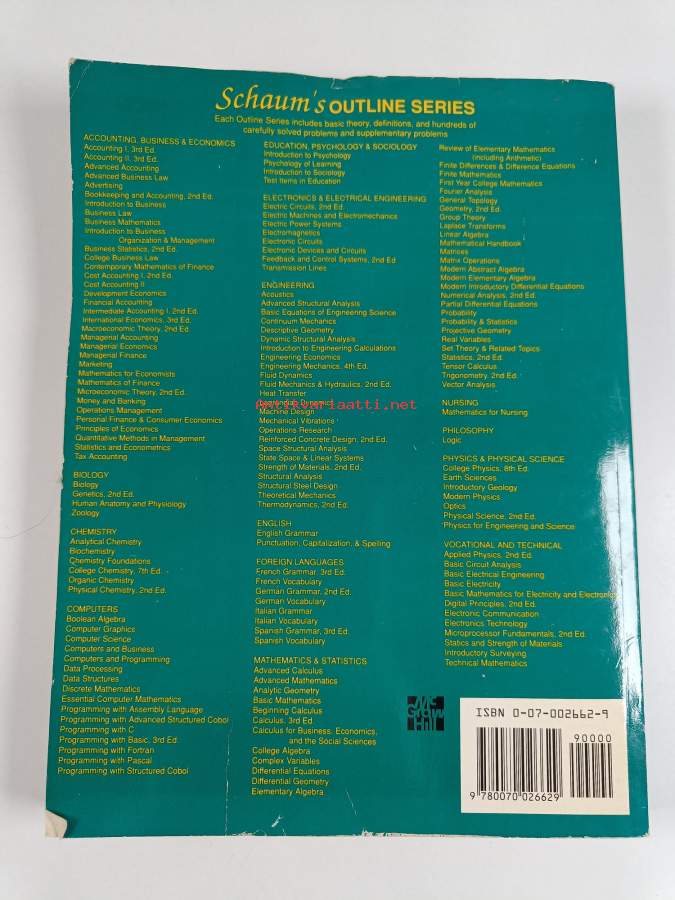 Schaum's OUTLINE SERIES
Each Outline Series includes basic theory, definitions, and hundreds of
carefully solved problems and supplementary problems
ACCOUNTING, BUSINESS & ECONOMICS
Accounting I, 3rd Ed.
Accounting II, 3rd Ed.
Advanced Accounting
Advanced Business Law
Advertising
Bookkeeping and Accounting, 2nd Ed.
Introduction to Business
Business Law
Business Mathematics
Introduction to Business
Organization & Management
Business Statistics, 2nd Ed.
College Business Law
Contemporary Mathematics of Finance
Cost Accounting I, 2nd Ed.
Cost Accounting II
Development Economics
Financial Accounting
Intermediate Accounting I, 2nd Ed.
International Economics, 3rd Ed.
Macroeconomic Theory, 2nd Ed.
Managerial Accounting
Managerial Economics
Managerial Finance
Marketing
Mathematics for Economists
Mathematics of Finance
Microeconomic Theory, 2nd Ed.
Money and Banking
Operations Management
Personal Finance & Consumer Economics
Principles of Economics
Quantitative Methods in Management
Statistics and Econometrics
Tax Accounting
BIOLOGY
Biology
Genetics, 2nd Ed.
Human Anatomy and Physiology
Zoology
CHEMISTRY
Analytical Chemistry
Biochemistry
Chemistry Foundations
College Chemistry, 7th Ed.
Organic Chemistry
Physical Chemistry, 2nd Ed.
COMPUTERS
Boolean Algebra
Computer Graphics
Computer Science
Computers and Business
Computers and Programming
Data Processing
Data Structures
Discrete Mathematics
Essential Computer Mathematics
Programming with Assembly Language
Programming with Advanced Structured Cobol
Programming with C
Programming with Basic, 3rd Ed.
Programming with Fortran
Programming with Pascal
Programming with Structured Cobol
EDUCATION, PSYCHOLOGY & SOCIOLOGY
Introduction to Psychology
Psychology of Learning
Introduction to Sociology
Test Items in Education
ELECTRONICS & ELECTRICAL ENGINEERING
Electric Circuits, 2nd Ed.
Electric Machines and Electromechanics
Electric Power Systems
Electromagnetics
Electronic Circuits
Electronic Devices and Circuits
Feedback and Control Systems, 2nd Ed
Transmission Lines
ENGINEERING
Acoustics
Advanced Structural Analysis
Basic Equations of Engineering Science
Continuum Mechanics
Descriptive Geometry
Dynamic Structural Analysis
Introduction to Engineering Calculations
Engineering Economics
Engineering Mechanics, 4th Ed.
Fluid Dynamics
Fluid Mechanics & Hydraulics, 2nd Ed.
Heat Transfer
Antikvariaatti.net
Machine Design
Mechanical Vibrations
Operations Research
Reinforced Concrete Design, 2nd Ed.
Space Structural Analysis
State Space & Linear Systems
Strength of Materials, 2nd Ed.
Structural Analysis
Structural Steel Design
Theoretical Mechanics
Thermodynamics, 2nd Ed.
ENGLISH
English Grammar
Punctuation, Capitalization, & Spelling
FOREIGN LANGUAGES
French Grammar, 3rd Ed.
French Vocabulary
German Grammar, 2nd Ed.
German Vocabulary
Italian Grammar
Italian Vocabulary
Spanish Grammar, 3rd Ed.
Spanish Vocabulary
MATHEMATICS & STATISTICS
Advanced Calculus
Advanced Mathematics
Analytic Geometry
Basic Mathematics
Beginning Calculus
Calculus, 3rd Ed.
Calculus for Business, Economics,
and the Social Sciences
College Algebra
Complex Variables
Differential Equations
Differential Geometry
Elementary Algebra
Review of Elementary Mathematics
(including Arithmetic)
Finite Differences & Difference Equations
Finite Mathematics
First Year College Mathematics
Fourier Analysis
General Topology
Geometry, 2nd Ed.
Group Theory
Laplace Transforms
Linear Algebra
Mathematical Handbook
Matrices
Matrix Operations
Modern Abstract Algebra
Modern Elementary Algebra
Modern Introductory Differential Equations
Numerical Analysis, 2nd Ed.
Partial Differential Equations
Probability
Probability & Statistics
Projective Geometry
Real Variables
Set Theory & Related Topics
Statistics, 2nd Ed.
Tensor Calculus
Trigonometry, 2nd Ed.
Vector Analysis
NURSING
Mathematics for Nursing
PHILOSOPHY
Logic
PHYSICS & PHYSICAL SCIENCE
College Physics, 8th Ed.
Earth Sciences
Introductory Geology
Modern Physics
Optics
Physical Science, 2nd Ed.
Physics for Engineering and Science
VOCATIONAL AND TECHNICAL
Applied Physics, 2nd Ed.
Basic Circuit Analysis
Basic Electrical Engineering
Basic Electricity
Basic Mathematics for Electricity and Electronics
Digital Principles, 2nd Ed.
Electronic Communication
Electronics Technology
Microprocessor Fundamentals, 2nd Ed.
Statics and Strength of Materials
Introductory Surveying
Technical Mathematics
Mc
Graw
Hill
ISBN 0-07-002662-9
90000
9 780070 026629